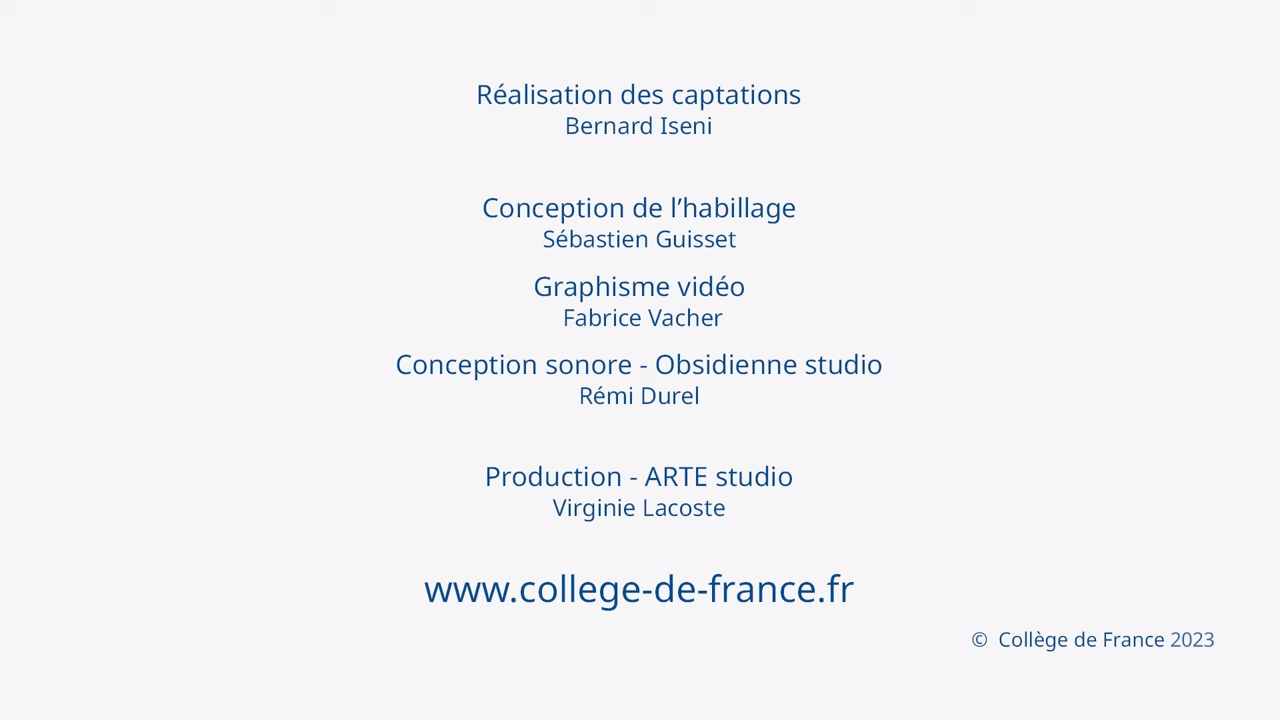 Réalisation des captations
Bernard Iseni
Conception de l’habillage
Sébastien Guisset
Graphisme vidéo
Fabrice Vacher
Conception sonore - Obsidienne studio
Rémi Durel
Production - ARTE studio
Virginie Lacoste
www.college-de-france.fr
© Collège de France 2023